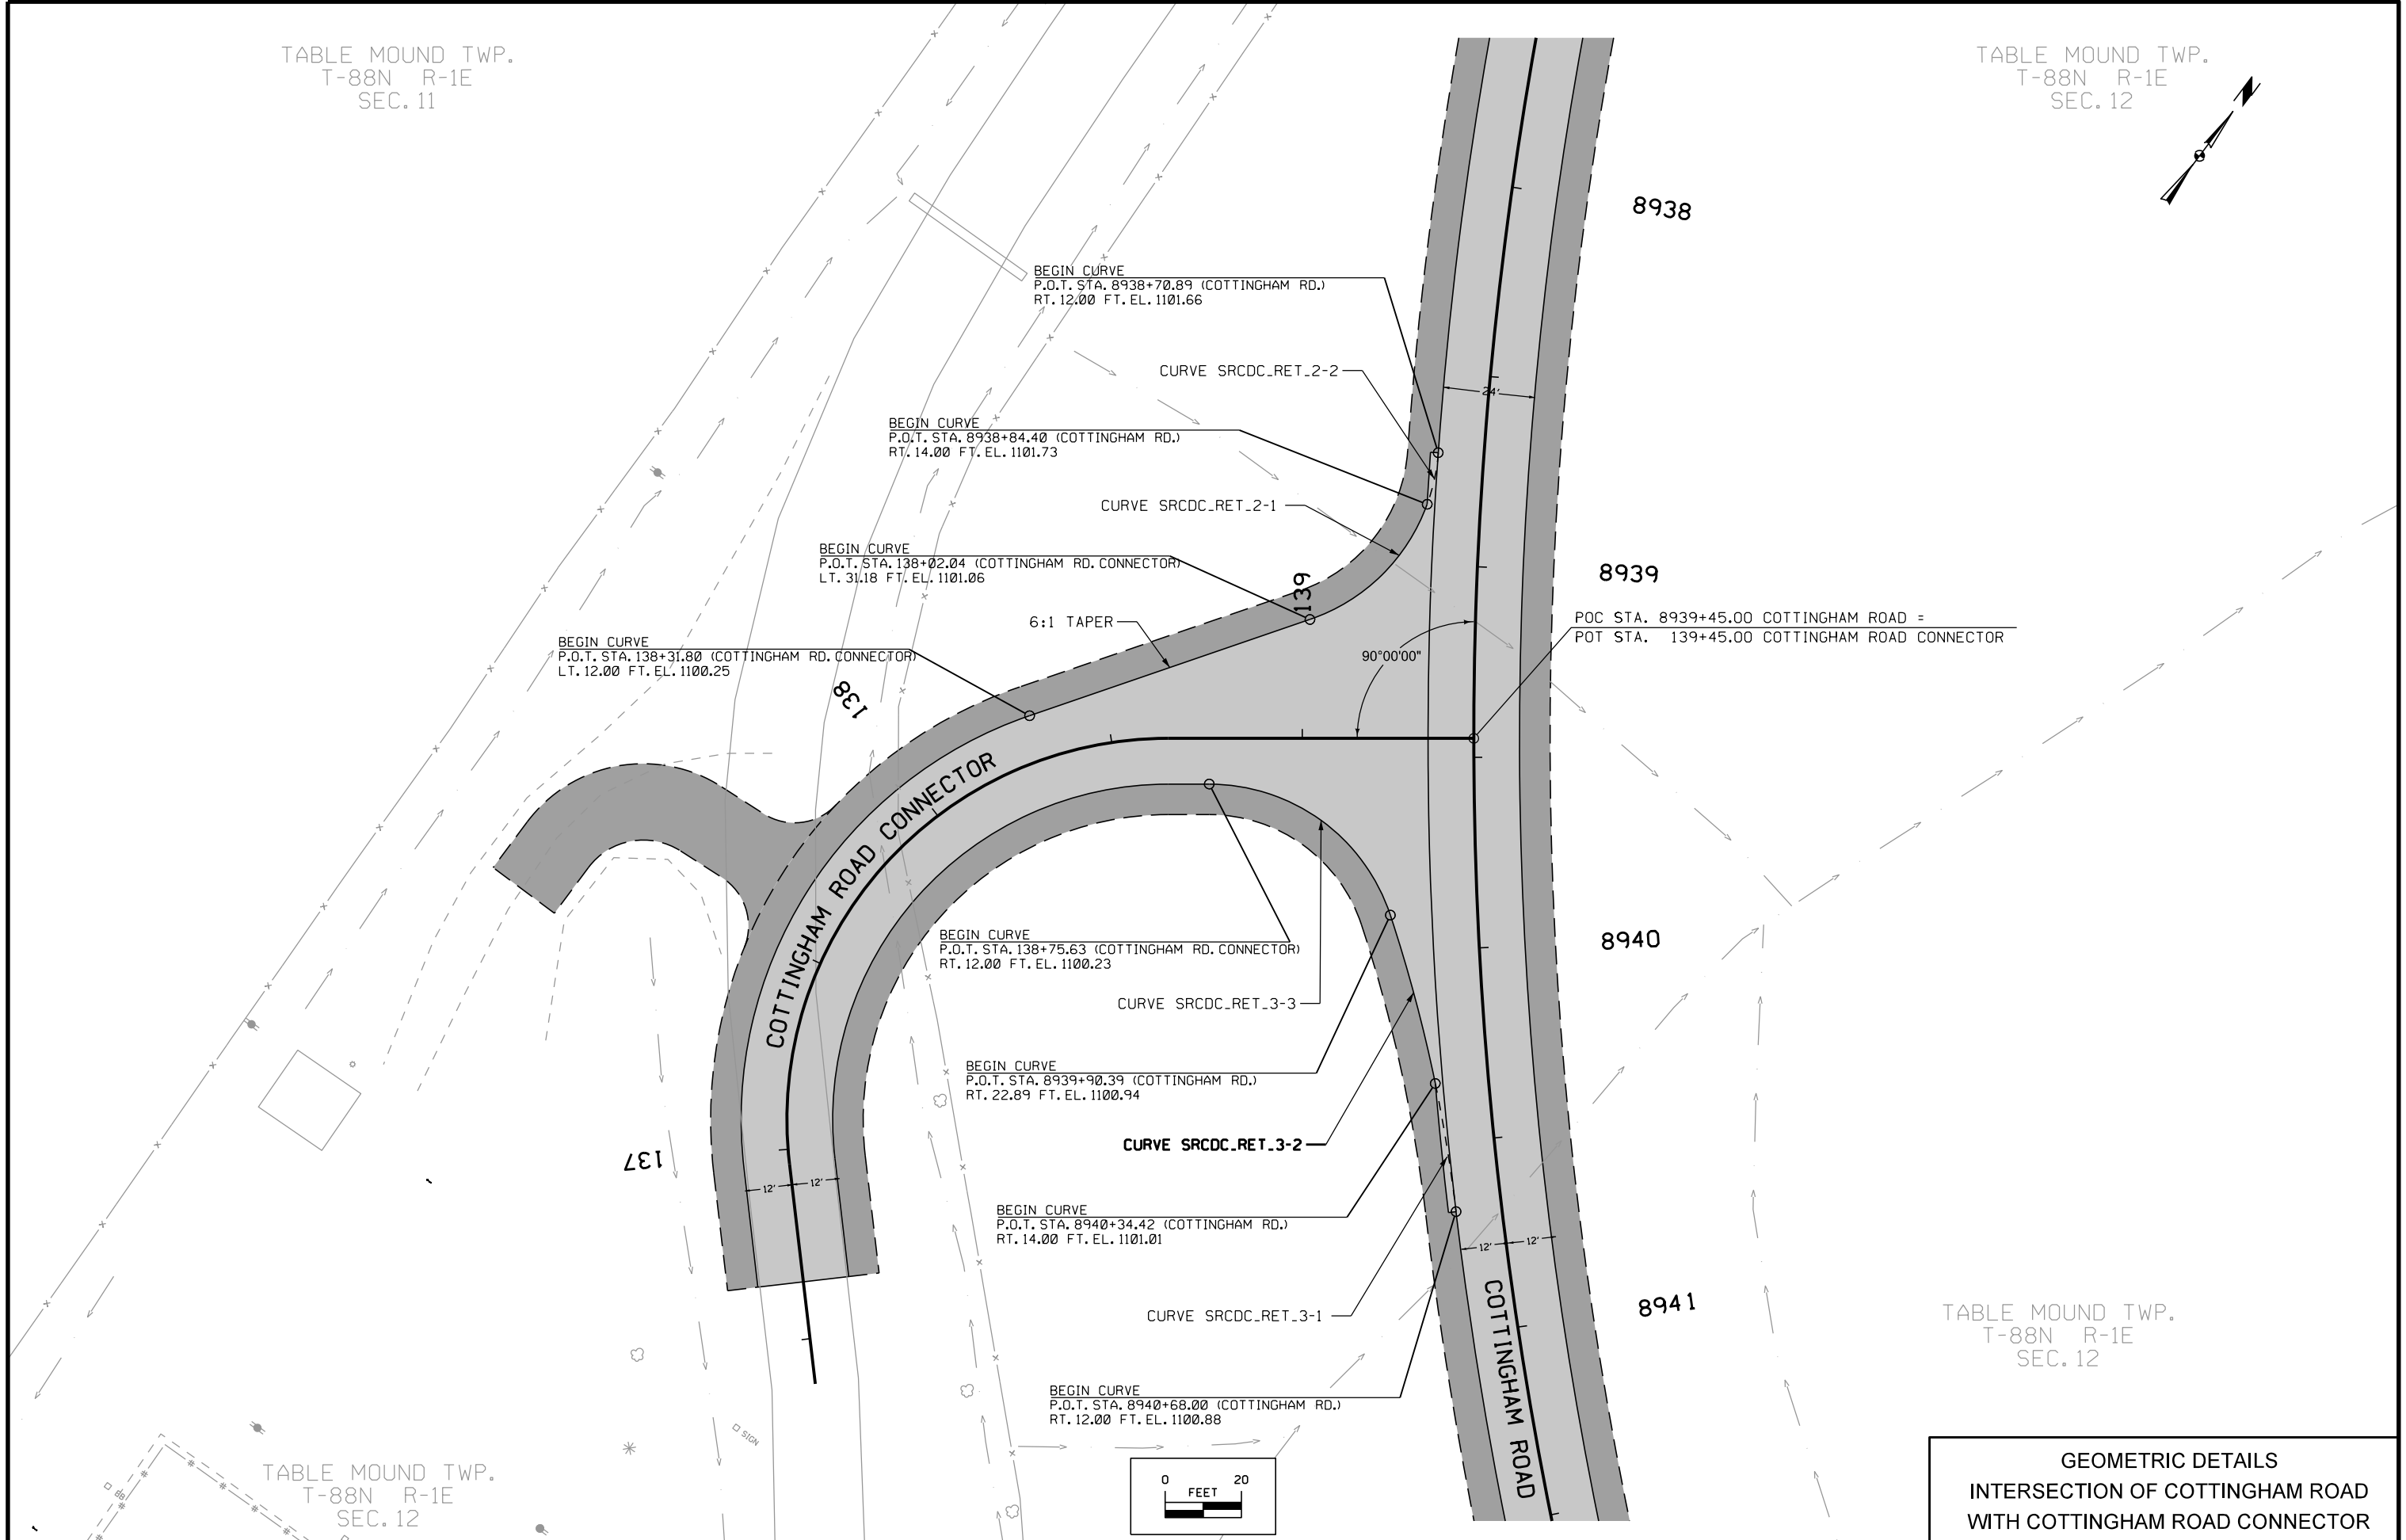 TABLE MOUND TWP.
T-88N R-1E
SEC. 11
TABLE MOUND TWP.
T-88N R-1E
SEC. 12
N
8938
BEGIN CURVE
P.O.T. STA. 8938+70.89 (COTTINGHAM RD.)
RT. 12.00 FT. EL. 1101.66
CURVE SRCDC_RET_2-2
24'
BEGIN CURVE
P.O.T. STA. 8938+84.40 (COTTINGHAM RD.)
RT. 14.00 FT. EL. 1101.73
CURVE SRCDC_RET_2-1
BEGIN CURVE
P.O.T. STA. 138+02.04 (COTTINGHAM RD. CONNECTOR)
LT. 31.18 FT. EL. 1101.06
139
8939
6:1 TAPER
POC STA. 8939+45.00 COTTINGHAM ROAD =
POT STA. 139+45.00 COTTINGHAM ROAD CONNECTOR
90°00'00"
BEGIN CURVE
P.O.T. STA. 138+31.80 (COTTINGHAM RD. CONNECTOR)
LT. 12.00 FT. EL. 1100.25
138
COTTINGHAM ROAD CONNECTOR
BEGIN CURVE
P.O.T. STA. 138+75.63 (COTTINGHAM RD. CONNECTOR)
RT. 12.00 FT. EL. 1100.23
8940
CURVE SRCDC_RET_3-3
BEGIN CURVE
P.O.T. STA. 8939+90.39 (COTTINGHAM RD.)
RT. 22.89 FT. EL. 1100.94
CURVE SRCDC_RET_3-2
137
12' 12'
BEGIN CURVE
P.O.T. STA. 8940+34.42 (COTTINGHAM RD.)
RT. 14.00 FT. EL. 1101.01
12' 12'
CURVE SRCDC_RET_3-1
8941
COTTINGHAM ROAD
TABLE MOUND TWP.
T-88N R-1E
SEC. 12
BEGIN CURVE
P.O.T. STA. 8940+68.00 (COTTINGHAM RD.)
RT. 12.00 FT. EL. 1100.88
SIGN
TABLE MOUND TWP.
T-88N R-1E
SEC. 12
BB
0 20
FEET
GEOMETRIC DETAILS
INTERSECTION OF COTTINGHAM ROAD
WITH COTTINGHAM ROAD CONNECTOR